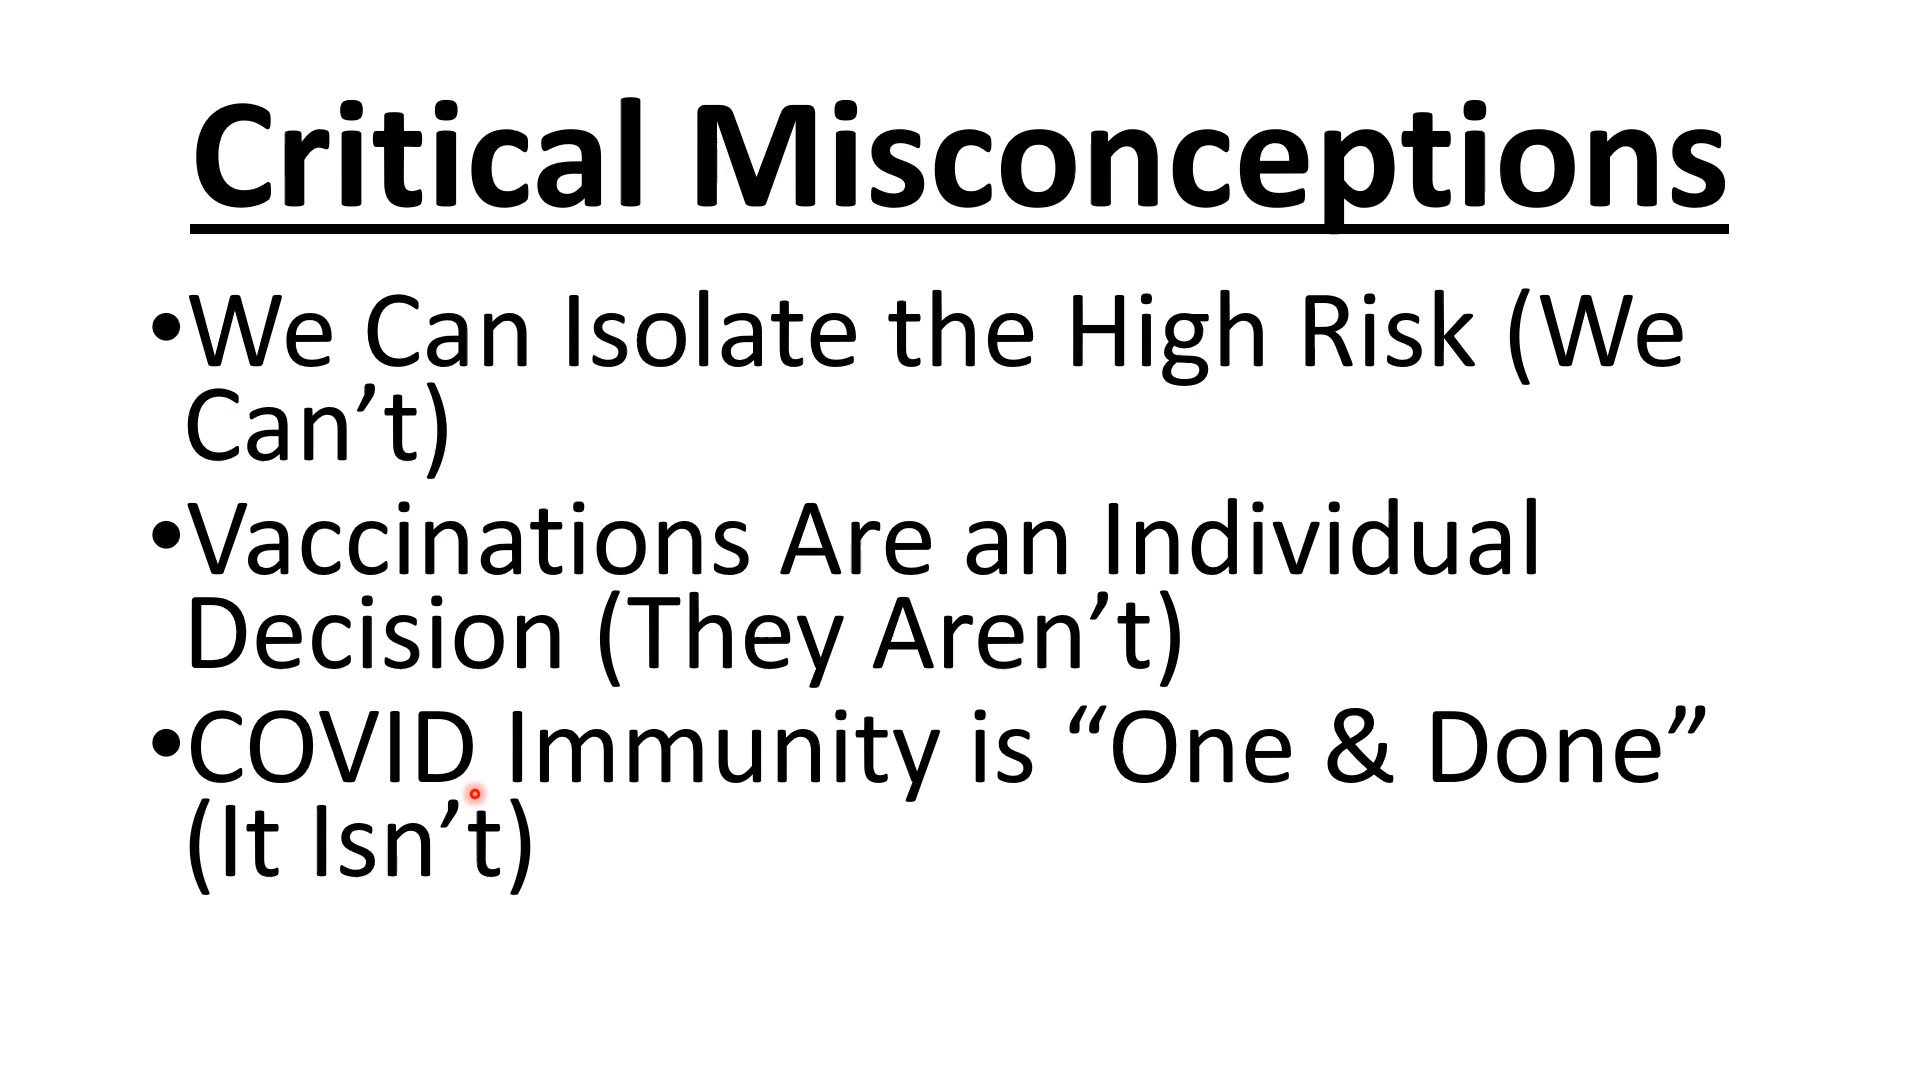 Critical Misconceptions
•We Can Isolate the High Risk (We
Can’t)
•Vaccinations Are an Individual
Decision (They Aren’t)
•COVID Immunity is “One & Done”
(It Isn’t)